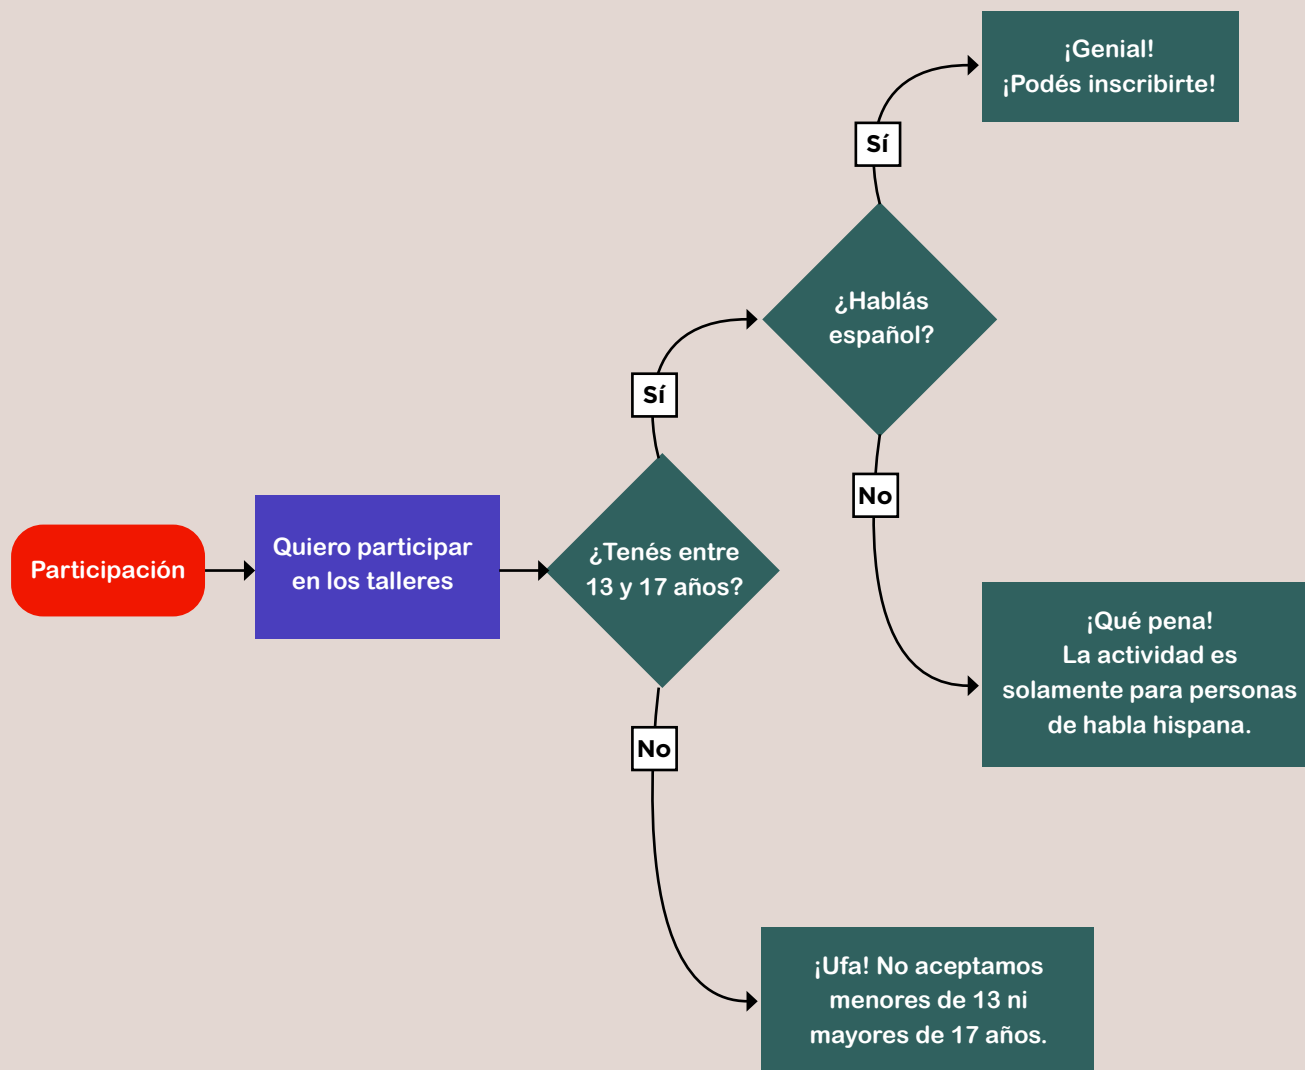 Participación
Quiero participar
en los talleres
¿Tenés entre
13 y 17 años?
Sí
¿Hablás
español?
Sí
¡Genial!
¡Podés inscribirte!
No
¡Qué pena!
La actividad es
solamente para personas
de habla hispana.
No
¡Ufa! No aceptamos
menores de 13 ni
mayores de 17 años.